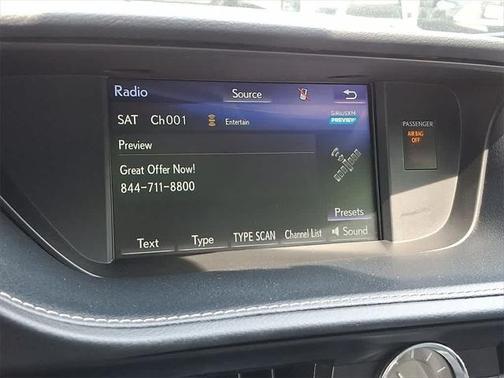 Radio
Source
SAT Ch001 Entertain
SIRIUSXM
PREVIEW
Preview
Great Offer Now!
844-711-8800
Presets
Text Type TYPE SCAN Channel List Sound
PASSENGER
AIR BAG
OFF